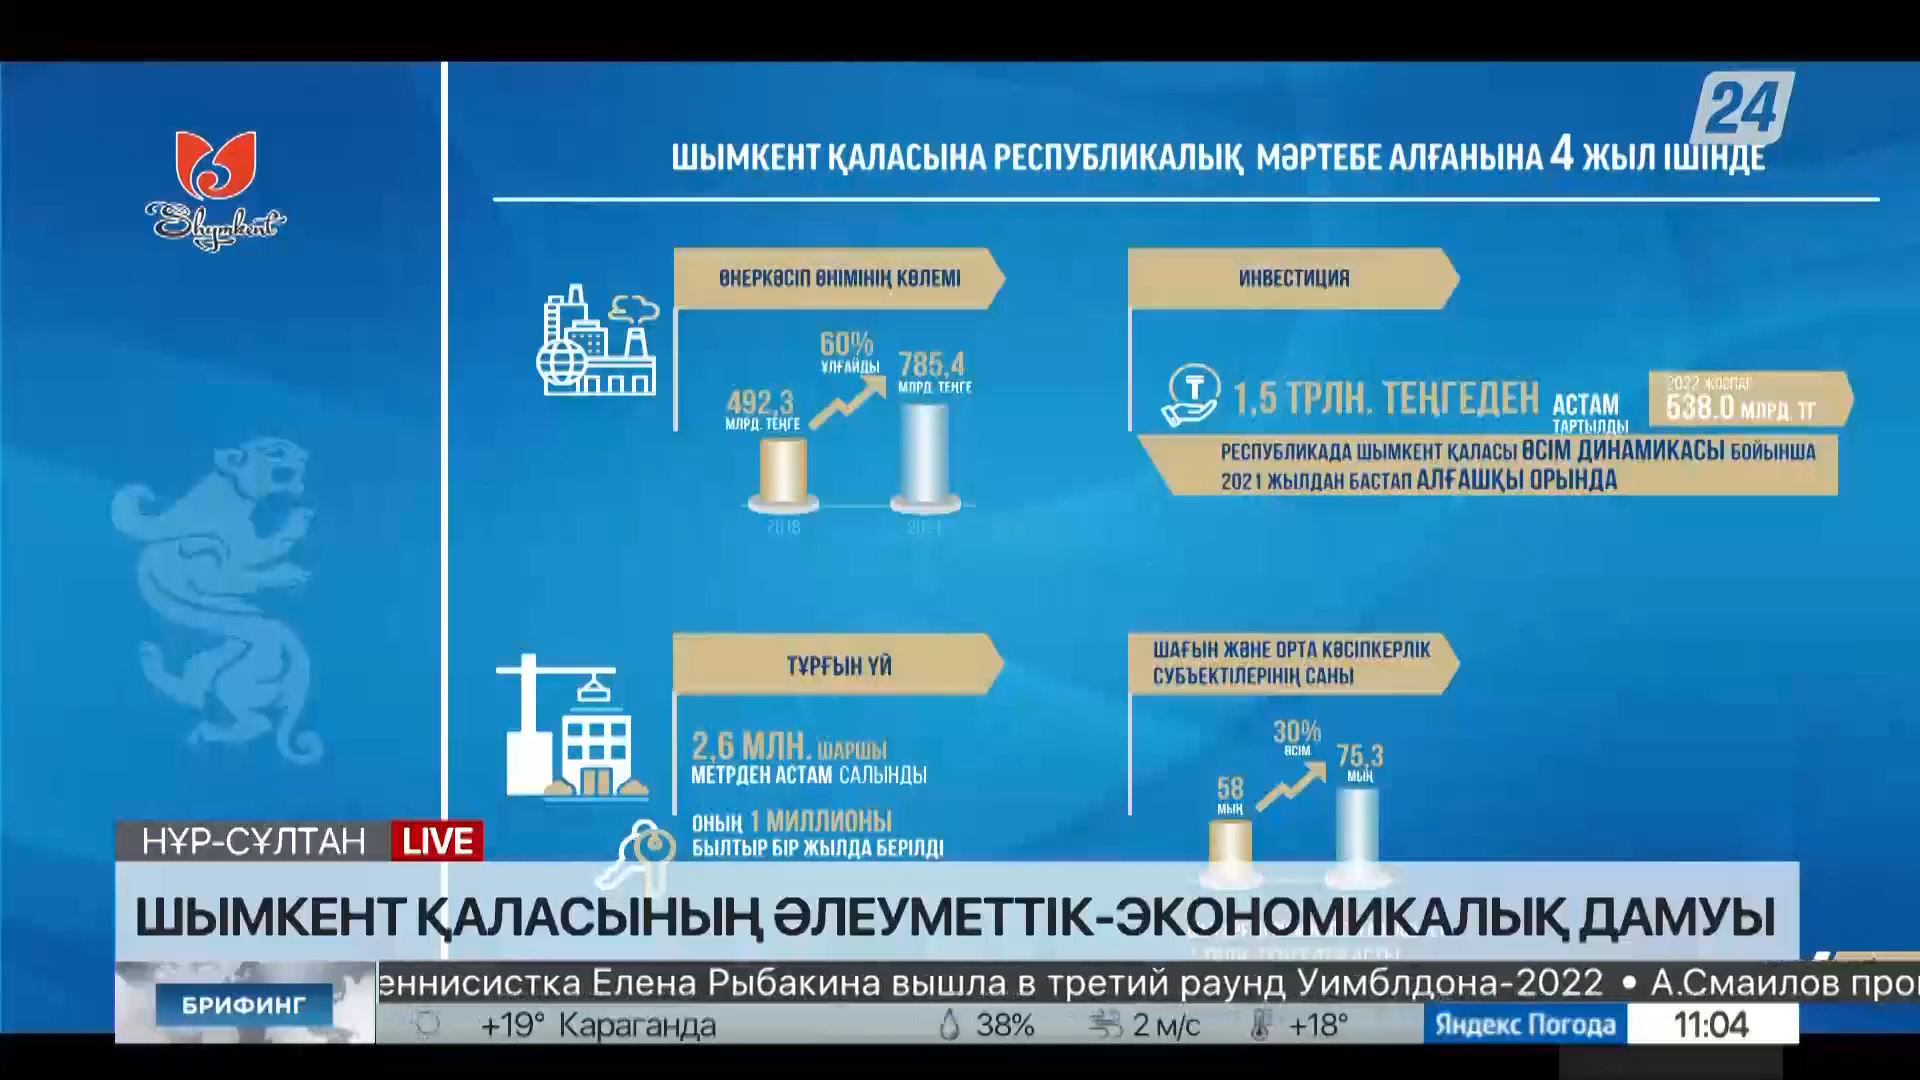 24
Shymkent
ШЫМКЕНТ ҚАЛАСЫНА РЕСПУБЛИКАЛЫҚ МӘРТЕБЕ АЛҒАНЫНА 4 ЖЫЛ ІШІНДЕ
ӨНЕРКӘСІП ӨНІМІНІҢ КӨЛЕМІ
60%
ҰЛҒАЙДЫ
785,4
МЛРД. ТЕҢГЕ
492,3
МЛРД. ТЕҢГЕ
2018
2021
ИНВЕСТИЦИЯ
1,5 ТРЛН. ТЕҢГЕДЕН АСТАМ
ТАРТЫЛДЫ
2022 ЖОСПАР
538.0 МЛРД. ТГ
РЕСПУБЛИКАДА ШЫМКЕНТ ҚАЛАСЫ ӨСІМ ДИНАМИКАСЫ БОЙЫНША
2021 ЖЫЛДАН БАСТАП АЛҒАШҚЫ ОРЫНДА
ТҰРҒЫН ҮЙ
2,6 МЛН. ШАРШЫ
МЕТРДЕН АСТАМ САЛЫНДЫ
ОНЫҢ 1 МИЛЛИОНЫ
БЫЛТЫР БІР ЖЫЛДА БЕРІЛДІ
ШАҒЫН ЖӘНЕ ОРТА КӘСІПКЕРЛІК
СУБЪЕКТІЛЕРІНІҢ САНЫ
30%
ӨСІМ
75,3
МЫҢ
58
МЫҢ
НҰР-СҰЛТАН LIVE
ШЫМКЕНТ ҚАЛАСЫНЫҢ ӘЛЕУМЕТТІК-ЭКОНОМИКАЛЫҚ ДАМУЫ
БРИФИНГ
еннисистка Елена Рыбакина вышла в третий раунд Уимблдона-2022 • А.Смаилов про
+19° Караганда 38% 2 м/с +18° Яндекс Погода 11:04